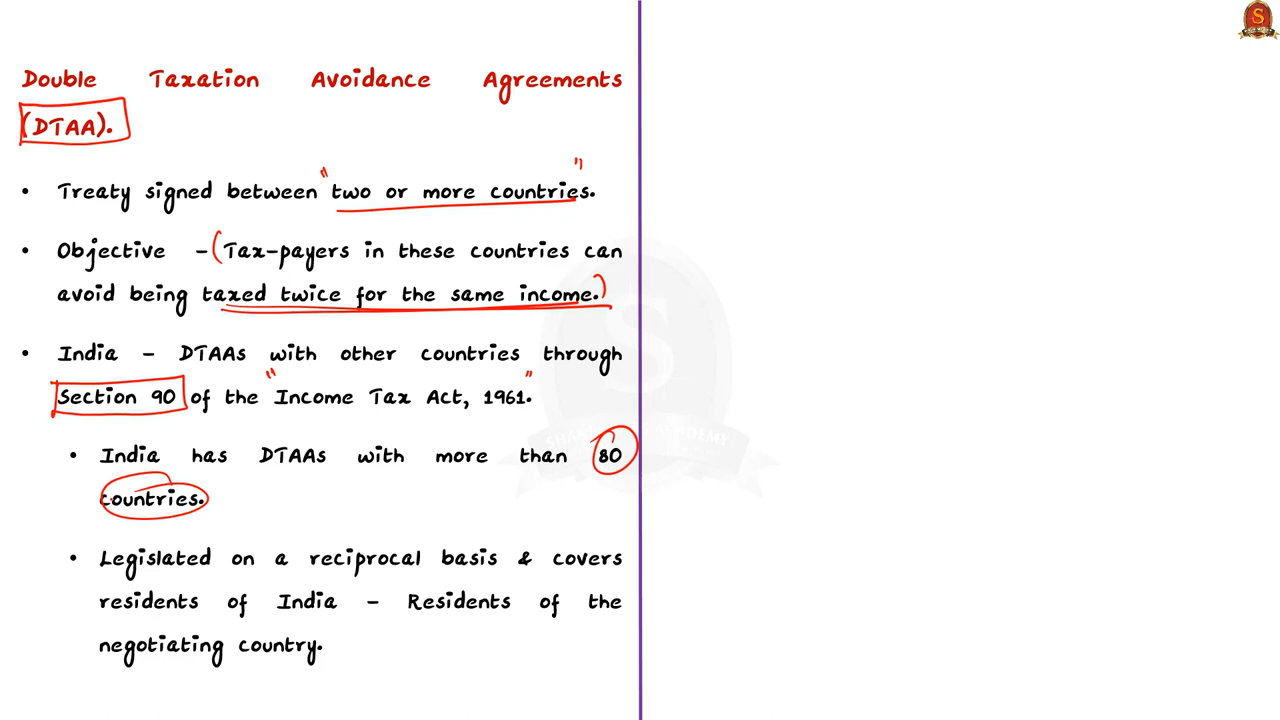 Double Taxation Avoidance Agreements
(DTAA).
• Treaty signed between "two or more countries".
• Objective - (Tax-payers in these countries can
avoid being taxed twice for the same income.)
• India - DTAAs with other countries through
Section 90 of the "Income Tax Act, 1961".
• India has DTAAs with more than 80
countries.
• Legislated on a reciprocal basis & covers
residents of India - Residents of the
negotiating country.
S